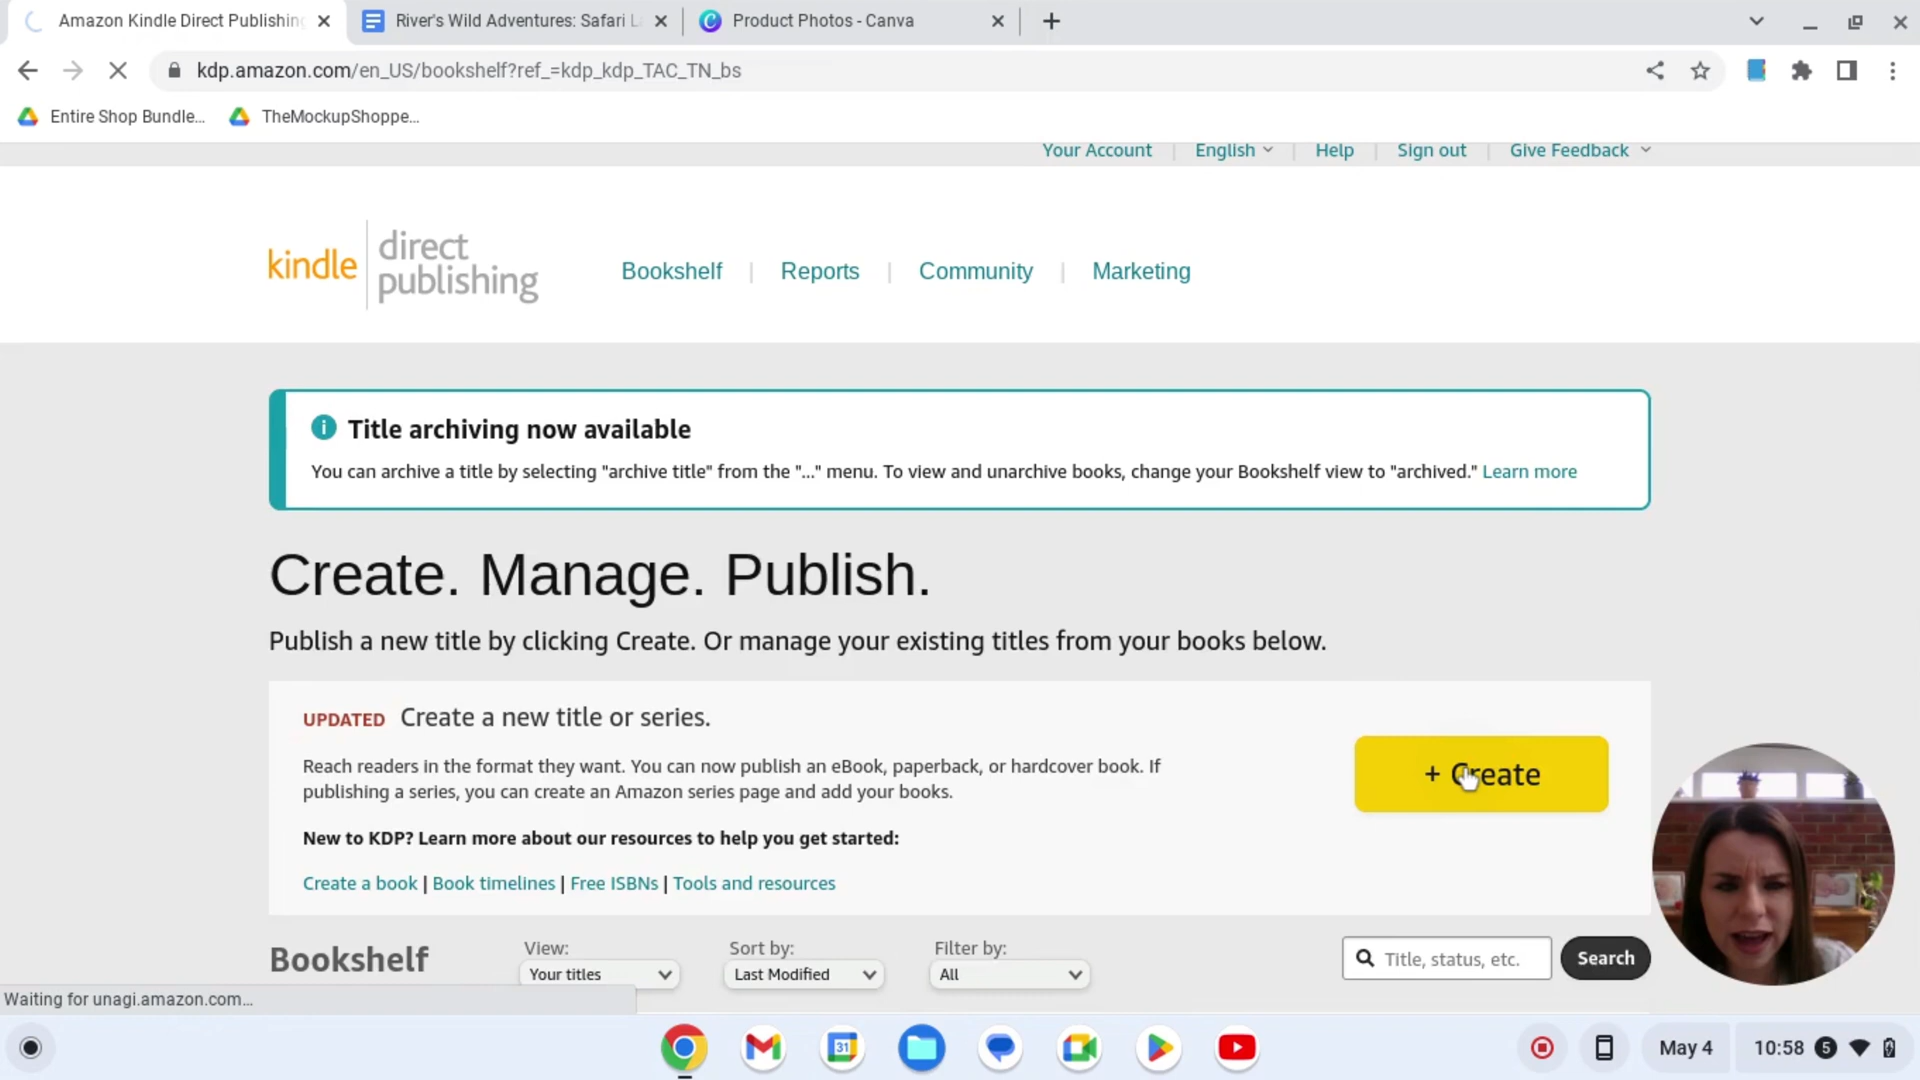 Amazon Kindle Direct Publishing
River's Wild Adventures: Safari L
Product Photos - Canva
kdp.amazon.com/en_US/bookshelf?ref_=kdp_kdp_TAC_TN_bs
Entire Shop Bundle...
TheMockupShoppe...
Your Account
English
Help
Sign out
Give Feedback
kindle direct publishing
Bookshelf
Reports
Community
Marketing
Title archiving now available
You can archive a title by selecting "archive title" from the "..." menu. To view and unarchive books, change your Bookshelf view to "archived." Learn more
Create. Manage. Publish.
Publish a new title by clicking Create. Or manage your existing titles from your books below.
UPDATED Create a new title or series.
Reach readers in the format they want. You can now publish an eBook, paperback, or hardcover book. If
publishing a series, you can create an Amazon series page and add your books.
+ Create
New to KDP? Learn more about our resources to help you get started:
Create a book | Book timelines | Free ISBNs | Tools and resources
Bookshelf
View:
Your titles
Sort by:
Last Modified
Filter by:
All
Title, status, etc.
Search
Waiting for unagi.amazon.com...
31
May 4
10:58
5